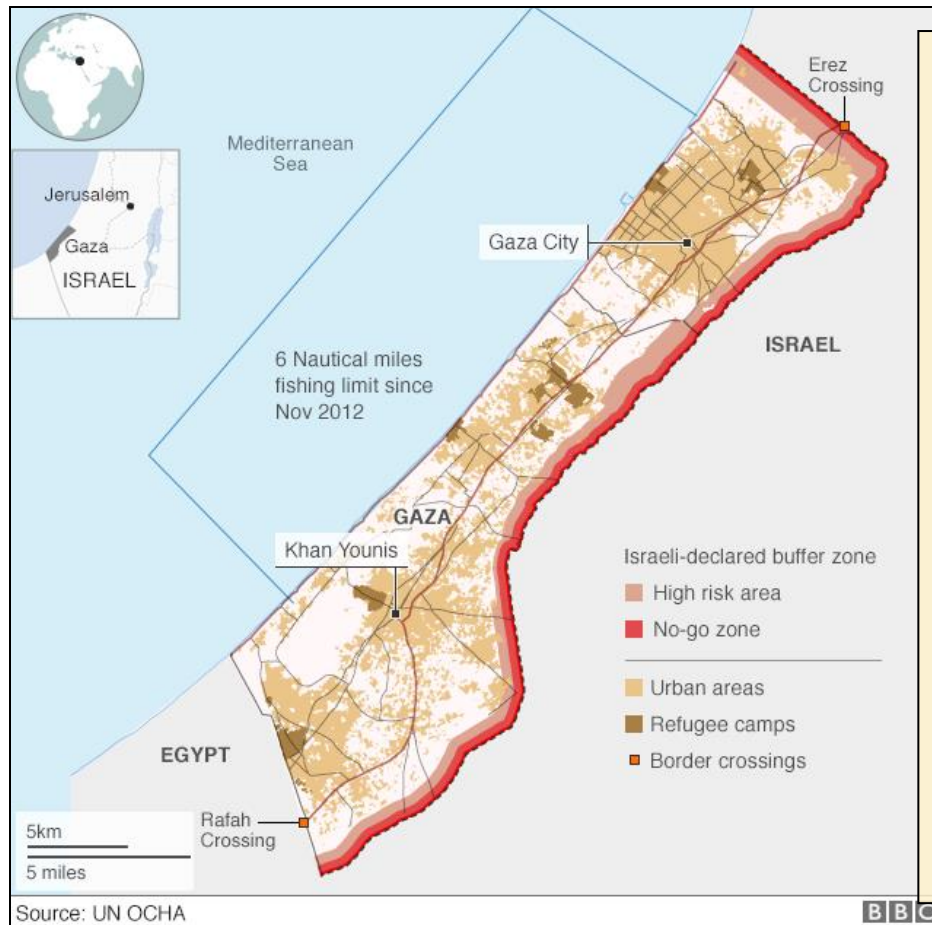 Erez
Crossing
Mediterranean
Sea
Jerusalem
Gaza
ISRAEL
Gaza City
ISRAEL
6 Nautical miles
fishing limit since
Nov 2012
GAZA
Khan Younis
Israeli-declared buffer zone
High risk area
No-go zone
Urban areas
Refugee camps
Border crossings
EGYPT
Rafah
Crossing
5km
5 miles
Source: UN OCHA
BBC